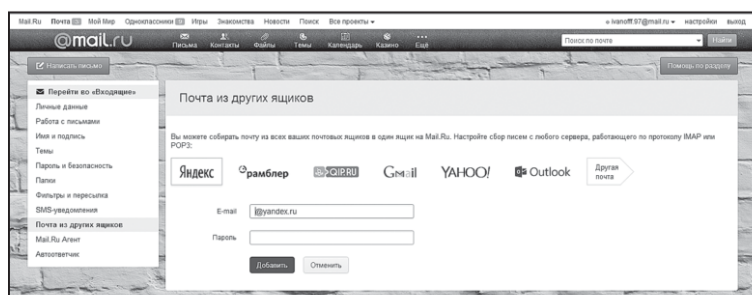 Mail.Ru Почта Мой Мир Одноклассники Игры Знакомства Новости Поиск Все проекты ivanoff.97@mail.ru настройки выход
@mail.ru Письма Контакты Файлы Темы Календарь Казино Ещё Поиск по почте Найти
Написать письмо Помощь по разделу
Перейти во «Входящие»
Личные данные
Работа с письмами
Имя и подпись
Темы
Пароль и безопасность
Папки
Фильтры и пересылка
SMS-уведомления
Почта из других ящиков
Mail.Ru Агент
Автоответчик
Почта из других ящиков
Вы можете собирать почту из всех ваших почтовых ящиков в один ящик на Mail.Ru. Настройте сбор писем с любого сервера, работающего по протоколу IMAP или
POP3:
Яндекс Рамблер QIP.RU Gmail YAHOO! Outlook Другая
почта
E-mail @yandex.ru
Пароль
Добавить Отменить